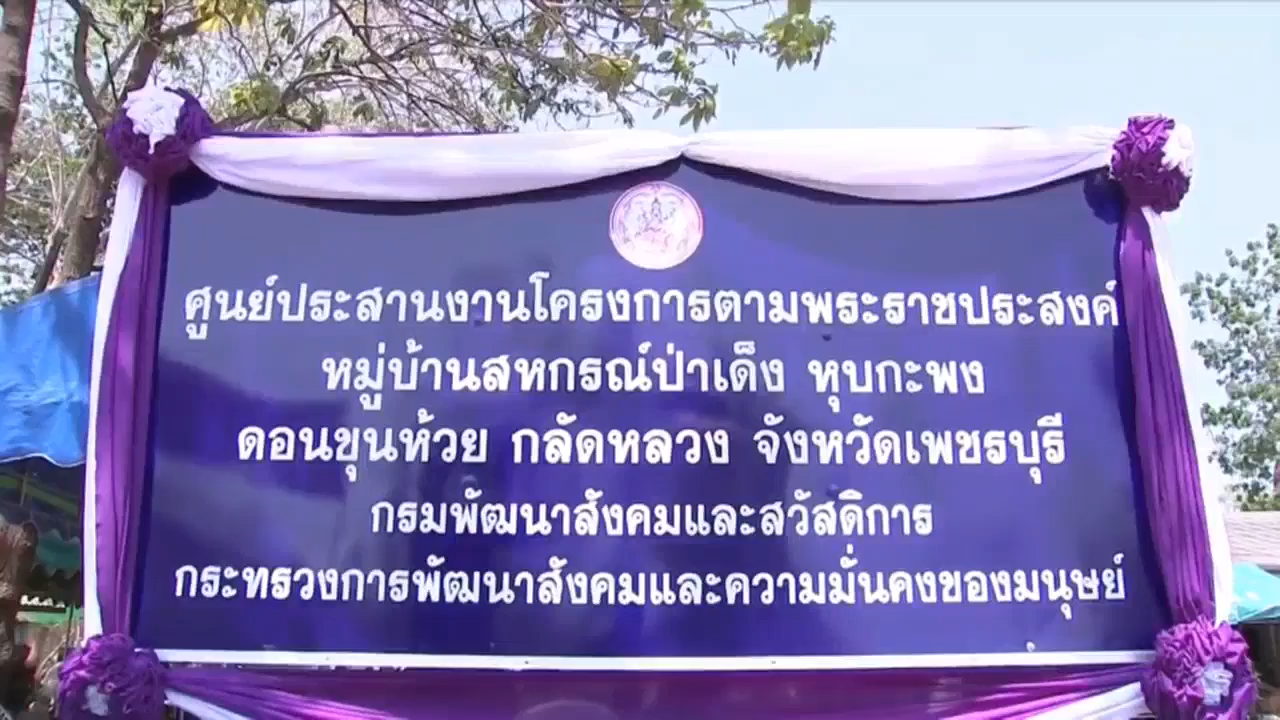 ศูนย์ประสานงานโครงการตามพระราชประสงค์
หมู่บ้านสหกรณ์ป่าเด็ง หุบกะพง
ดอนขุนห้วย กลัดหลวง จังหวัดเพชรบุรี
กรมพัฒนาสังคมและสวัสดิการ
กระทรวงการพัฒนาสังคมและความมั่นคงของมนุษย์